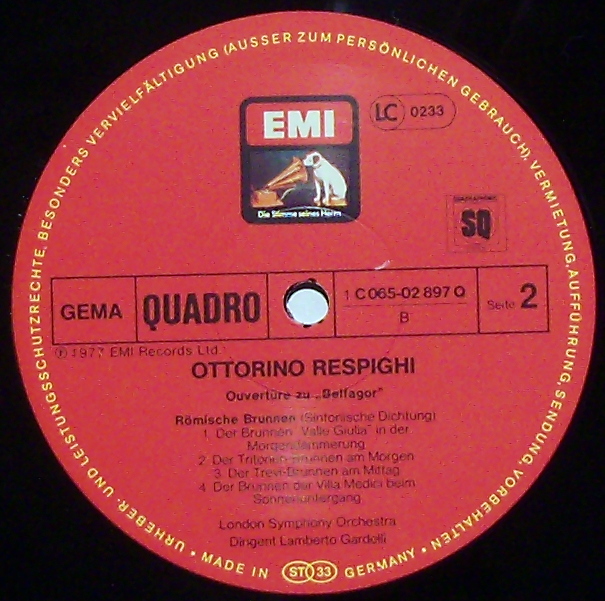 URHEBER- UND LEISTUNGSSCHUTZRECHTE, BESONDERS VERVIELFÄLTIGUNG (AUSSER ZUM PERSÖNLICHEN GEBRAUCH), VERMIETUNG, AUFFÜHRUNG, SENDUNG, VORBEHALTEN
EMI
LC 0233
Die Stimme seines Herrn
QUADRAPHONIC
SQ
GEMA
QUADRO
1 C 065-02 897 Q
B
Seite 2
℗ 1977 EMI Records Ltd.
OTTORINO RESPIGHI
Ouvertüre zu „Belfagor"
Römische Brunnen (Sinfonische Dichtung)
1. Der Brunnen "Valle Giulia" in der
Morgendämmerung
2. Der Tritonen-Brunnen am Morgen
3. Der Trevi-Brunnen am Mittag
4. Der Brunnen der Villa Medici beim
Sonnenuntergang
London Symphony Orchestra
Dirigent Lamberto Gardelli
• MADE IN ST 33 GERMANY •